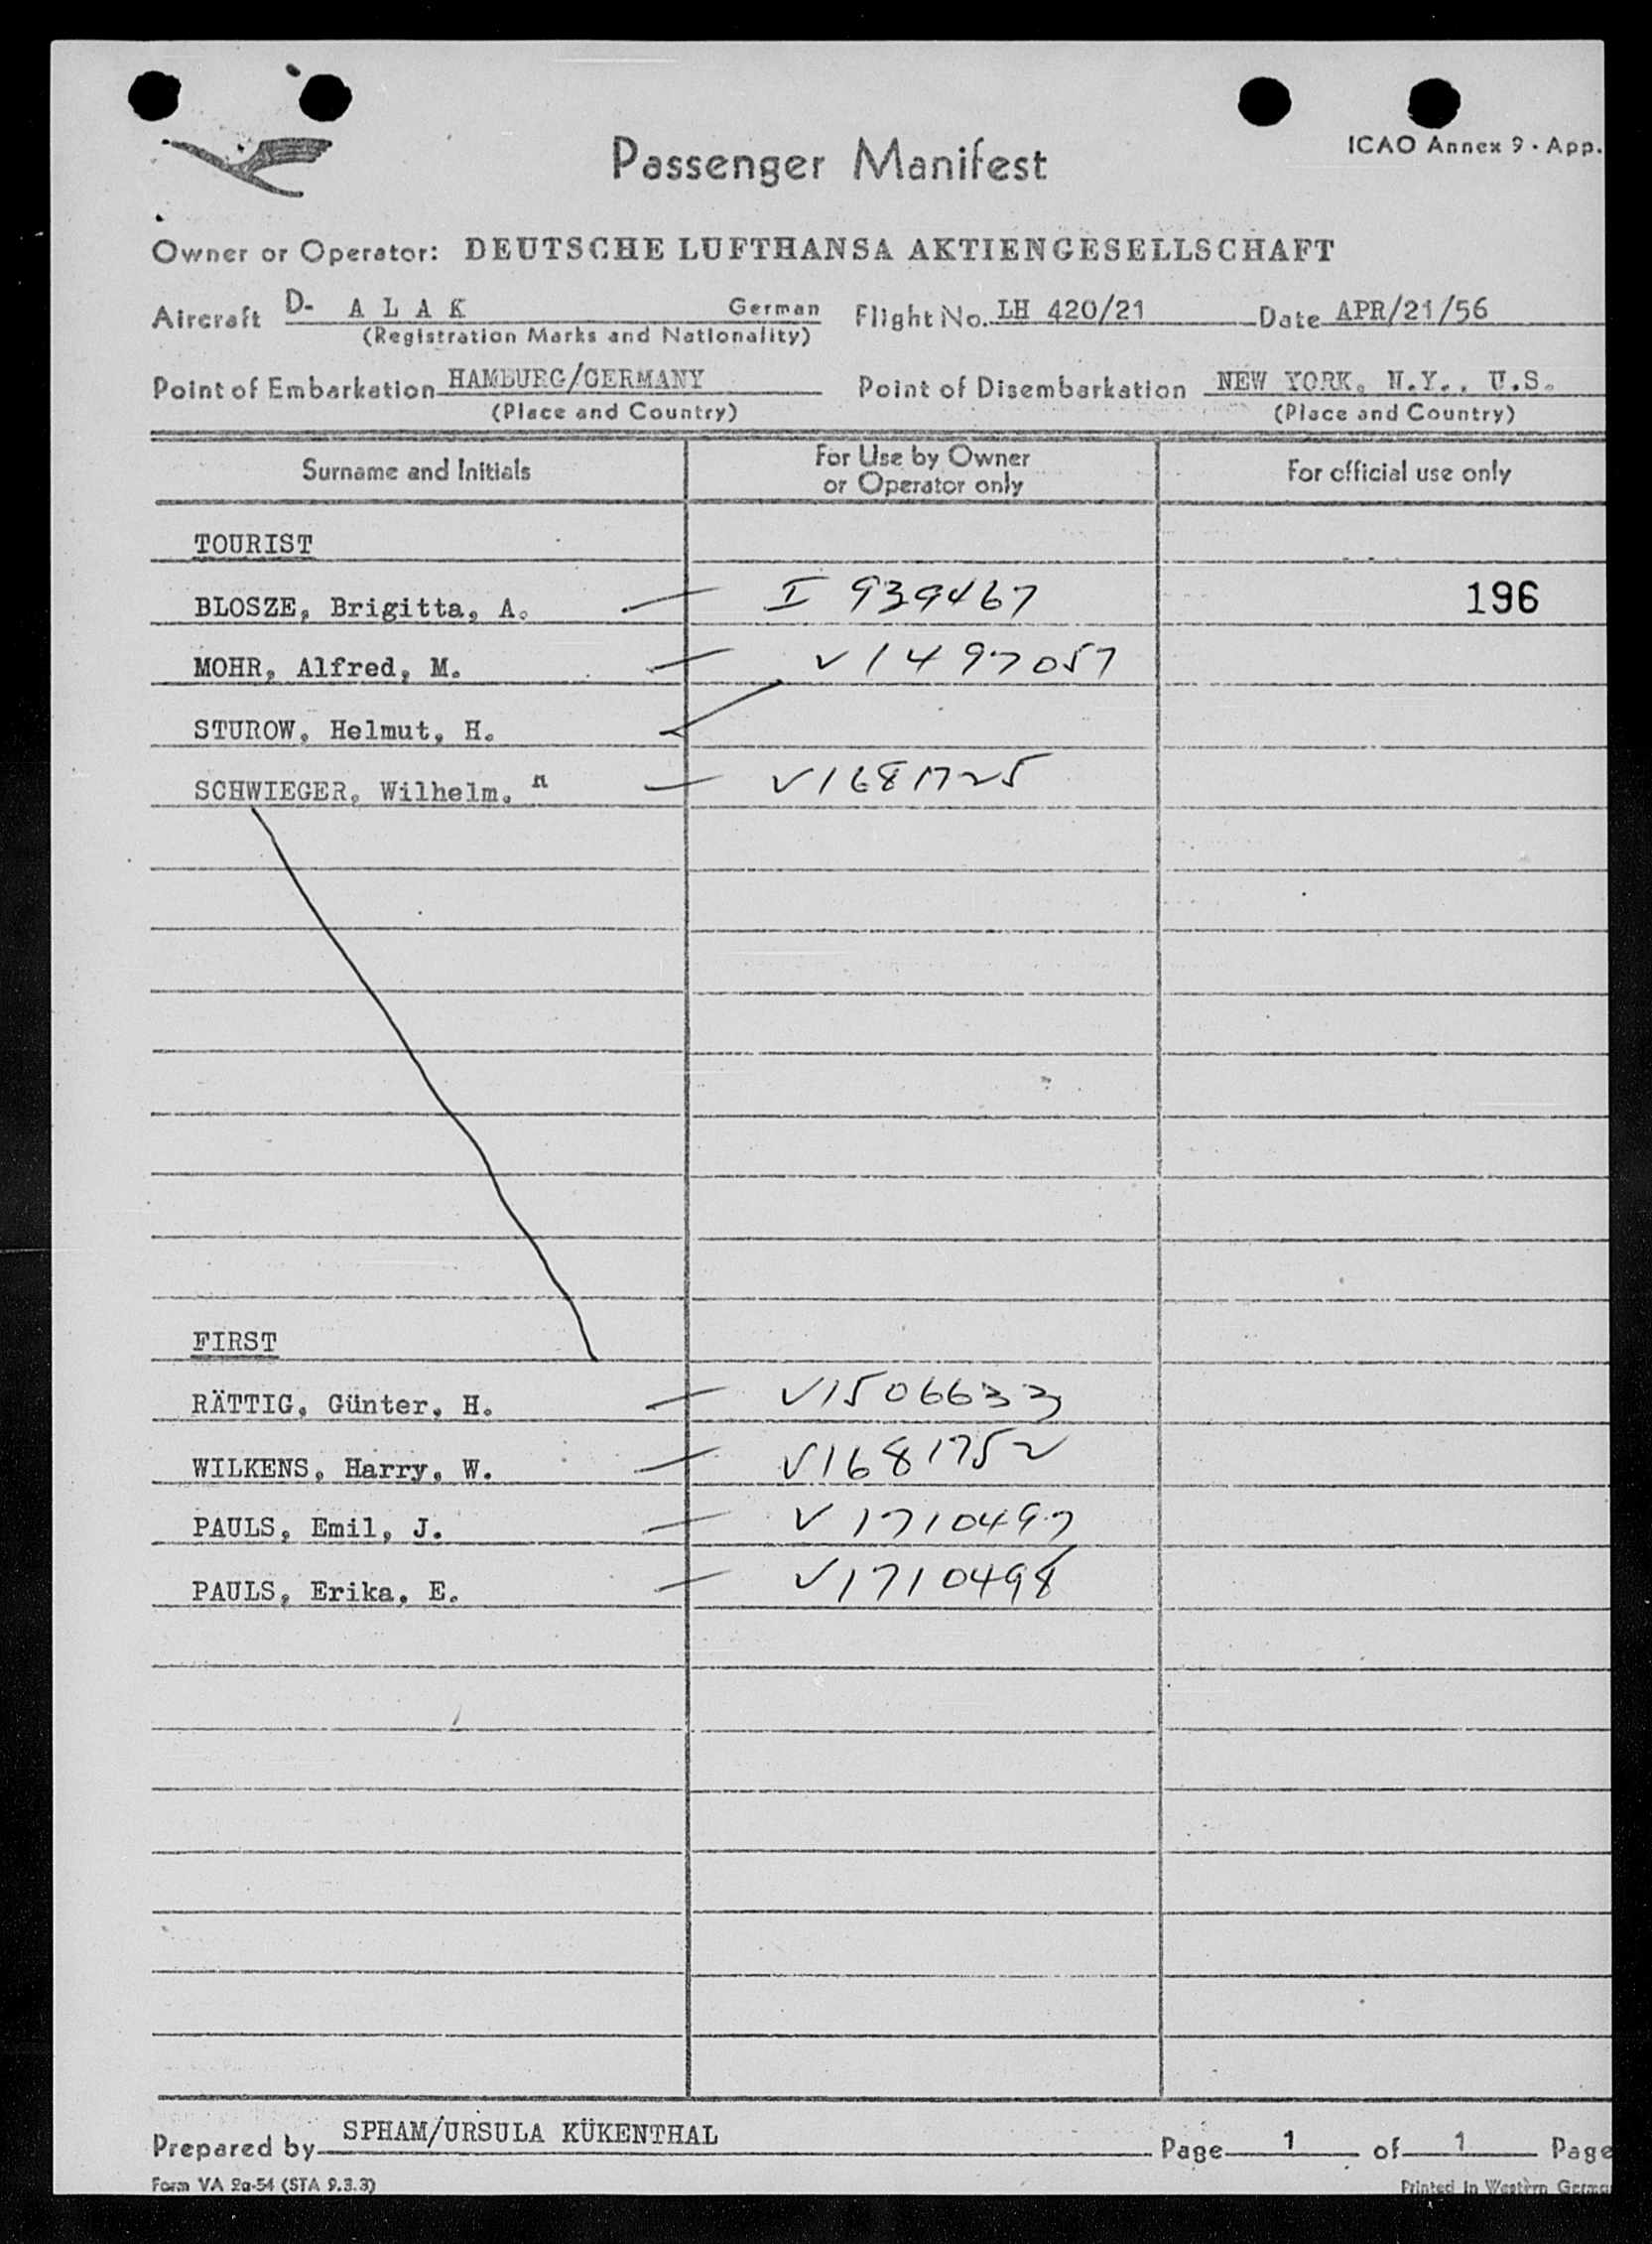 Passenger Manifest
ICAO Annex 9 · App.
Owner or Operator: DEUTSCHE LUFTHANSA AKTIENGESELLSCHAFT
Aircraft D- A L A K German Flight No. LH 420/21 Date APR/21/56
(Registration Marks and Nationality)
Point of Embarkation HAMBURG/GERMANY Point of Disembarkation NEW YORK, N.Y., U.S.
(Place and Country) (Place and Country)
Surname and Initials For Use by Owner or Operator only For official use only
TOURIST
BLOSZE, Brigitta, A. I 939467 196
MOHR, Alfred, M. V1497057
STUROW, Helmut, H.
SCHWIEGER, Wilhelm, V1681725
FIRST
RÄTTIG, Günter, H. V1506633
WILKENS, Harry, W. V1681752
PAULS, Emil, J. V1710497
PAULS, Erika, E. V1710498
Prepared by SPHAM/URSULA KÜKENTHAL Page 1 of 1 Page
Form VA 2a-54 (STA 9.3.3) Printed in Western